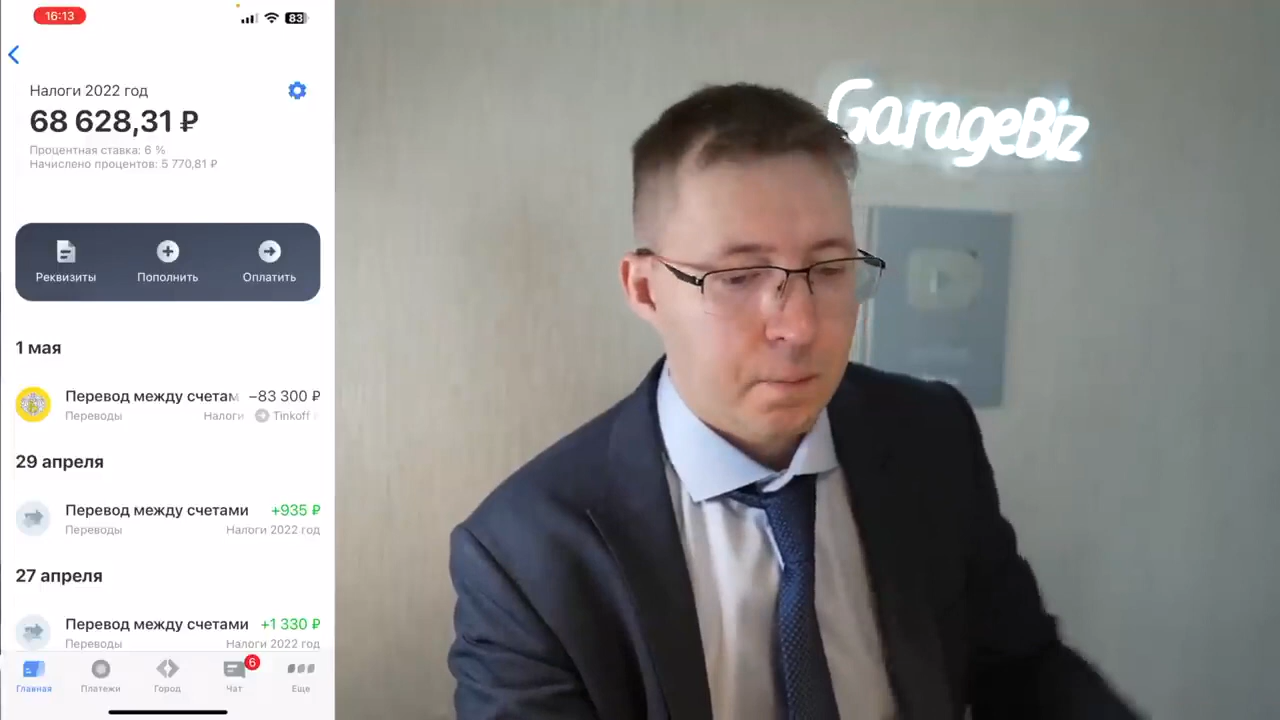 16:13
83
Налоги 2022 год
68 628,31 ₽
Процентная ставка: 6 %
Начислено процентов: 5 770,81 ₽
Реквизиты
Пополнить
Оплатить
1 мая
Перевод между счетам −83 300 ₽
Переводы Налоги Tinkoff
29 апреля
Перевод между счетами +935 ₽
Переводы Налоги 2022 год
27 апреля
Перевод между счетами +1 330 ₽
Переводы Налоги 2022 год
Главная
Платежи
Город
6
Чат
Еще
GarageBiz